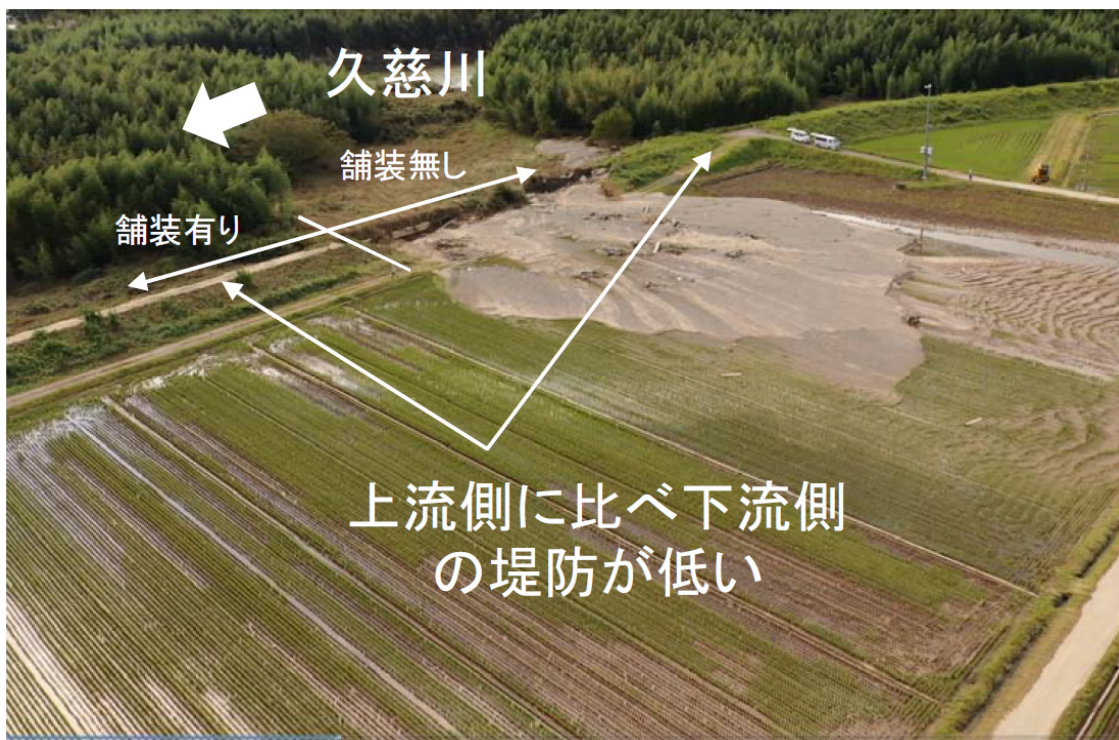 久慈川
舗装無し
舗装有り
上流側に比べ下流側
の堤防が低い